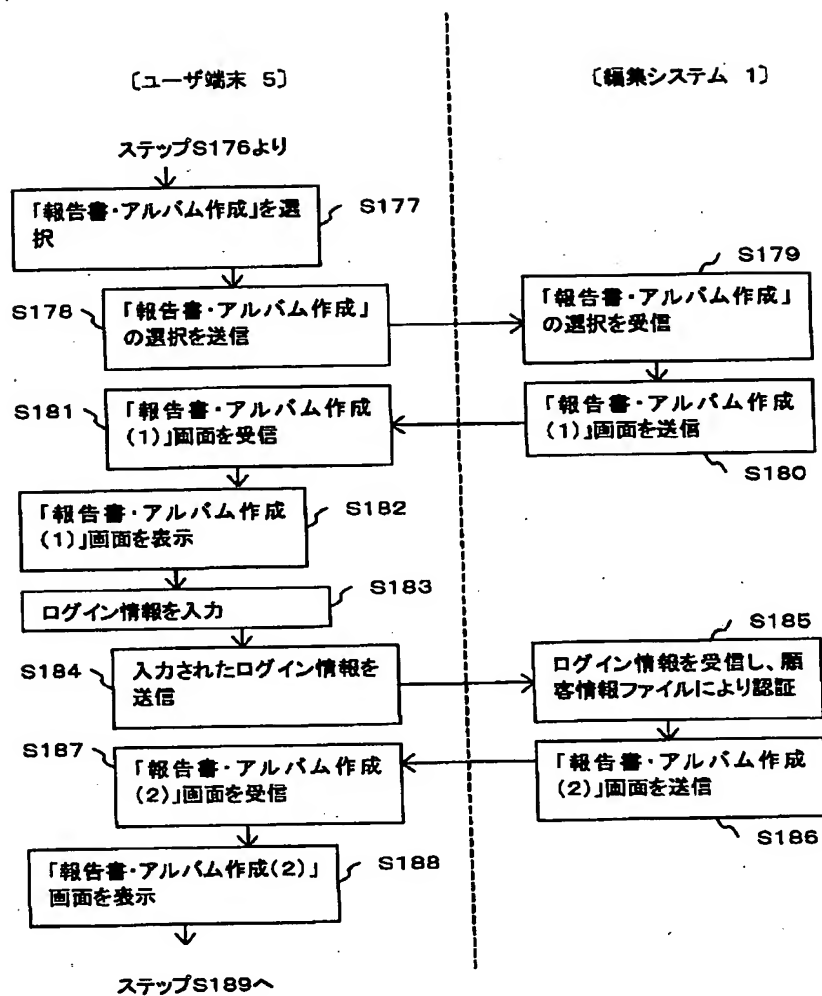 〔ユーザ端末 5〕
〔編集システム 1〕
ステップS176より
「報告書・アルバム作成」を選
択
S177
S178
「報告書・アルバム作成」
の選択を送信
S179
「報告書・アルバム作成」
の選択を受信
S181
「報告書・アルバム作成
(1)」画面を受信
「報告書・アルバム作成
(1)」画面を送信
S180
「報告書・アルバム作成
(1)」画面を表示
S182
ログイン情報を入力
S183
S184
入力されたログイン情報を
送信
S185
ログイン情報を受信し、顧
客情報ファイルにより認証
S187
「報告書・アルバム作成
(2)」画面を受信
「報告書・アルバム作成
(2)」画面を送信
S186
「報告書・アルバム作成(2)」
画面を表示
S188
ステップS189へ